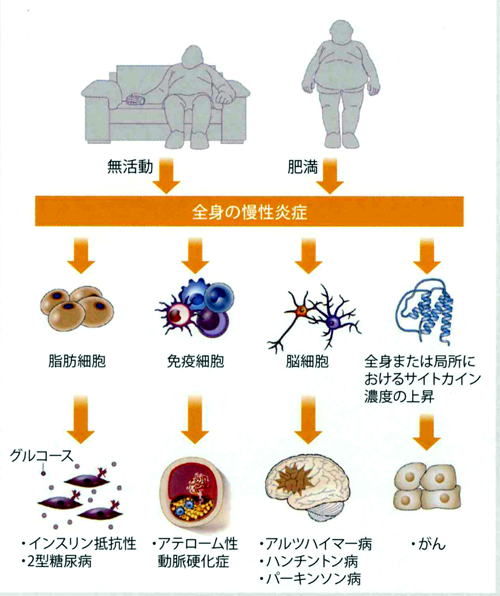 無活動
肥満
全身の慢性炎症
脂肪細胞
免疫細胞
脳細胞
全身または局所に
おけるサイトカイン
濃度の上昇
グルコース
・インスリン抵抗性
・2型糖尿病
・アテローム性
動脈硬化症
・アルツハイマー病
・ハンチントン病
・パーキンソン病
・がん